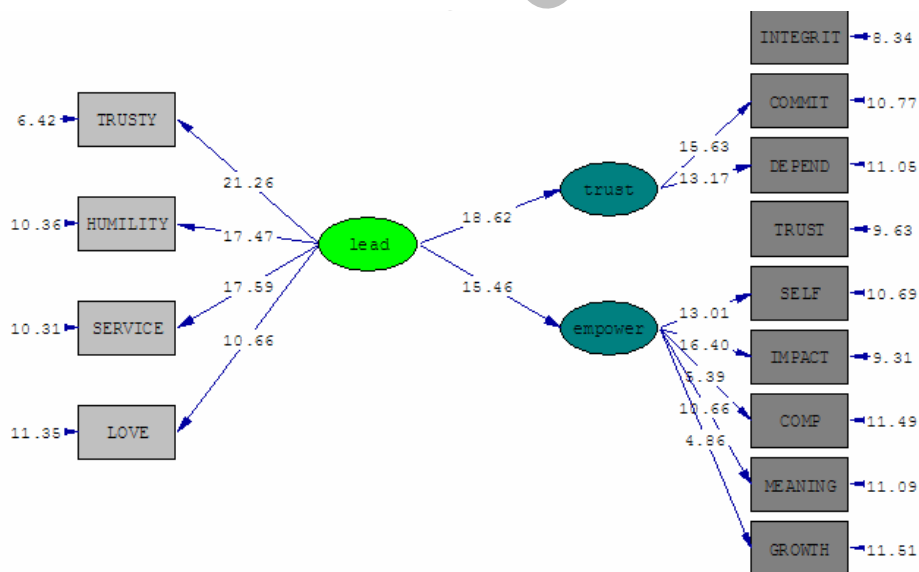 INTEGRIT 8.34
COMMIT 10.77
6.42 TRUSTY
15.63
DEPEND 11.05
13.17
trust
21.26
10.36 HUMILITY
18.62
TRUST 9.63
17.47
lead
17.59
15.46
SELF 10.69
13.01
10.31 SERVICE
empower
10.66
16.40
IMPACT 9.31
5.39
10.66
COMP 11.49
11.35 LOVE
4.86
MEANING 11.09
GROWTH 11.51